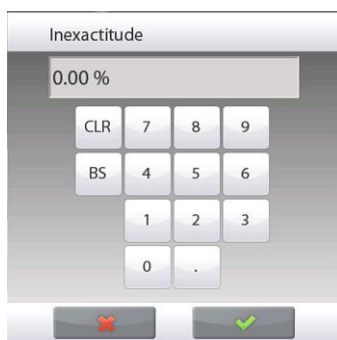 Inexactitude
0.00 %
CLR 7 8 9
BS 4 5 6
1 2 3
0 .